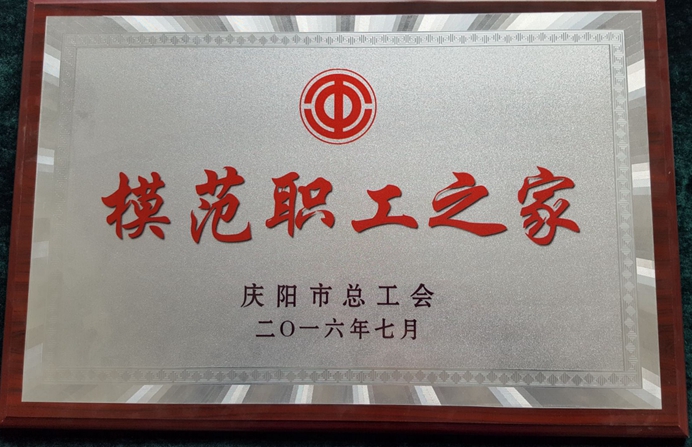 模范职工之家
庆阳市总工会
二〇一六年七月